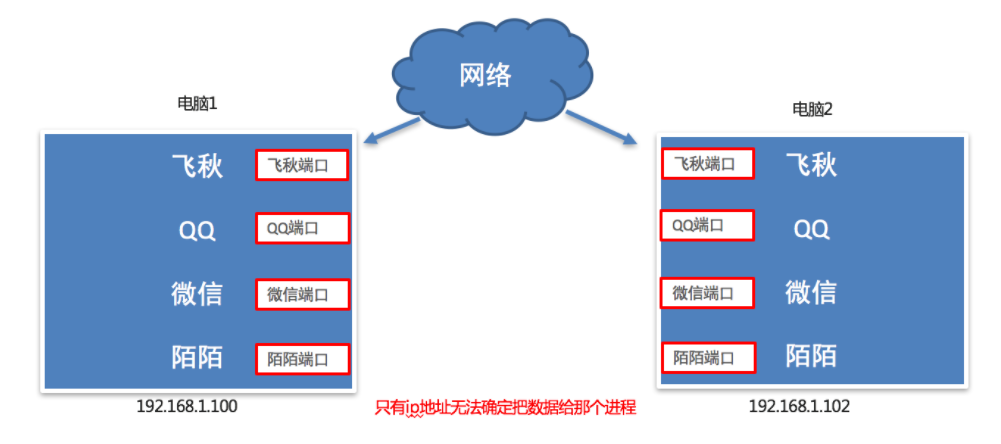 网络
电脑1
电脑2
飞秋
飞秋端口
QQ
QQ端口
微信
微信端口
陌陌
陌陌端口
飞秋端口
飞秋
QQ端口
QQ
微信端口
微信
陌陌端口
陌陌
192.168.1.100
只有ip地址无法确定把数据给那个进程
192.168.1.102